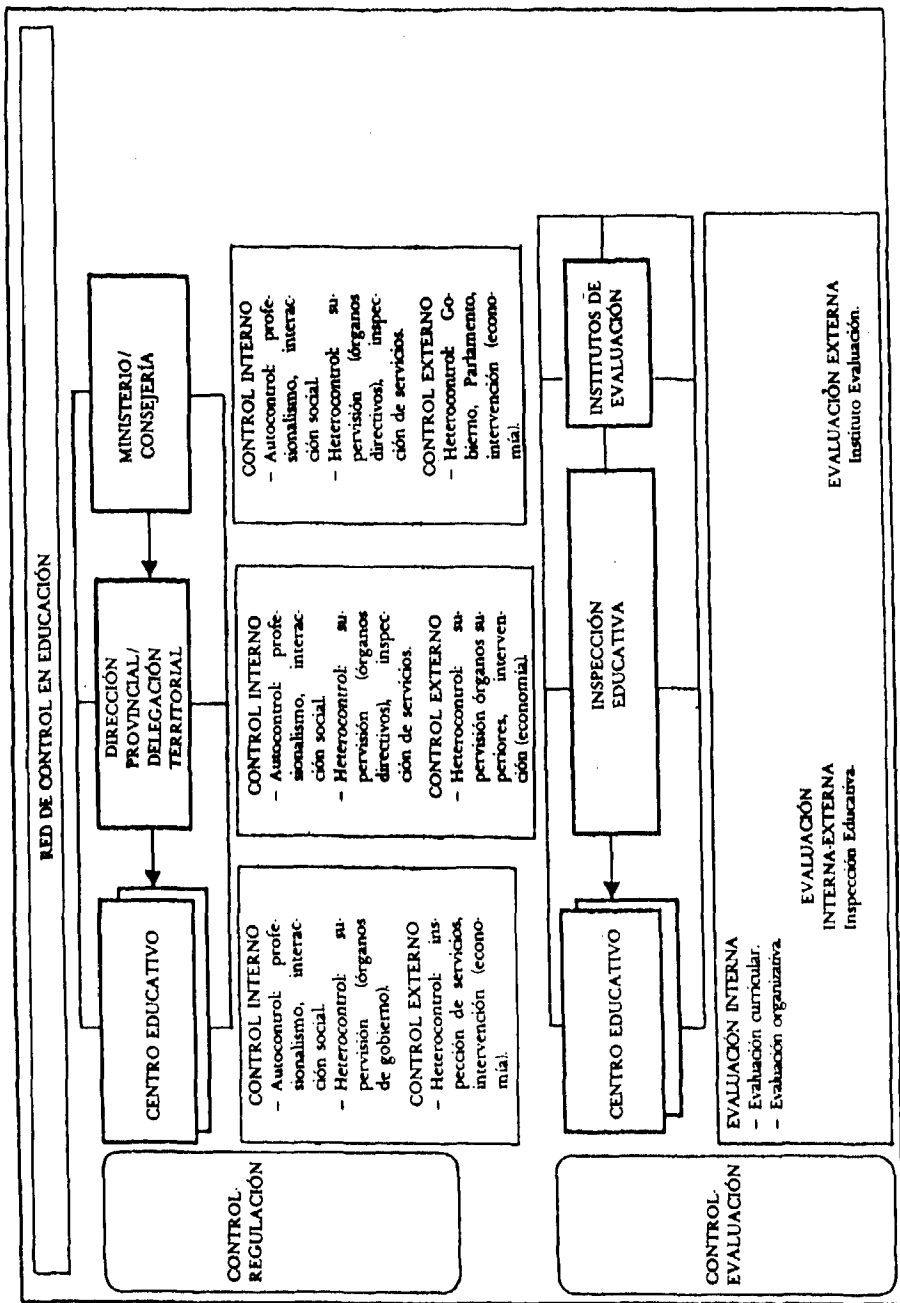 RED DE CONTROL EN EDUCACIÓN
CONTROL-
REGULACIÓN
CENTRO EDUCATIVO
DIRECCIÓN
PROVINCIAL/
DELEGACIÓN
TERRITORIAL
MINISTERIO/
CONSEJERÍA
CONTROL INTERNO
– Autocontrol: profe-
sionalismo, interac-
ción social.
– Heterocontrol: su-
pervisión (órganos
de gobierno).
CONTROL EXTERNO
– Heterocontrol: ins-
pección de servicios,
intervención (econo-
mía).
CONTROL INTERNO
– Autocontrol: profe-
sionalismo, interac-
ción social.
– Heterocontrol: su-
pervisión (órganos
directivos), inspec-
ción de servicios.
CONTROL EXTERNO
– Heterocontrol: su-
pervisión órganos su-
periores, interven-
ción (economía).
CONTROL INTERNO
– Autocontrol: profe-
sionalismo, interac-
ción social.
– Heterocontrol: su-
pervisión (órganos
directivos), inspec-
ción de servicios.
CONTROL EXTERNO
– Heterocontrol: Go-
bierno, Parlamento,
intervención (econo-
mía).
CONTROL-
EVALUACIÓN
CENTRO EDUCATIVO
INSPECCIÓN
EDUCATIVA
INSTITUTOS DE
EVALUACIÓN
EVALUACIÓN INTERNA
– Evaluación curricular.
– Evaluación organizativa.
EVALUACIÓN
INTERNA-EXTERNA
Inspección Educativa.
EVALUACIÓN EXTERNA
Instituto Evaluación.